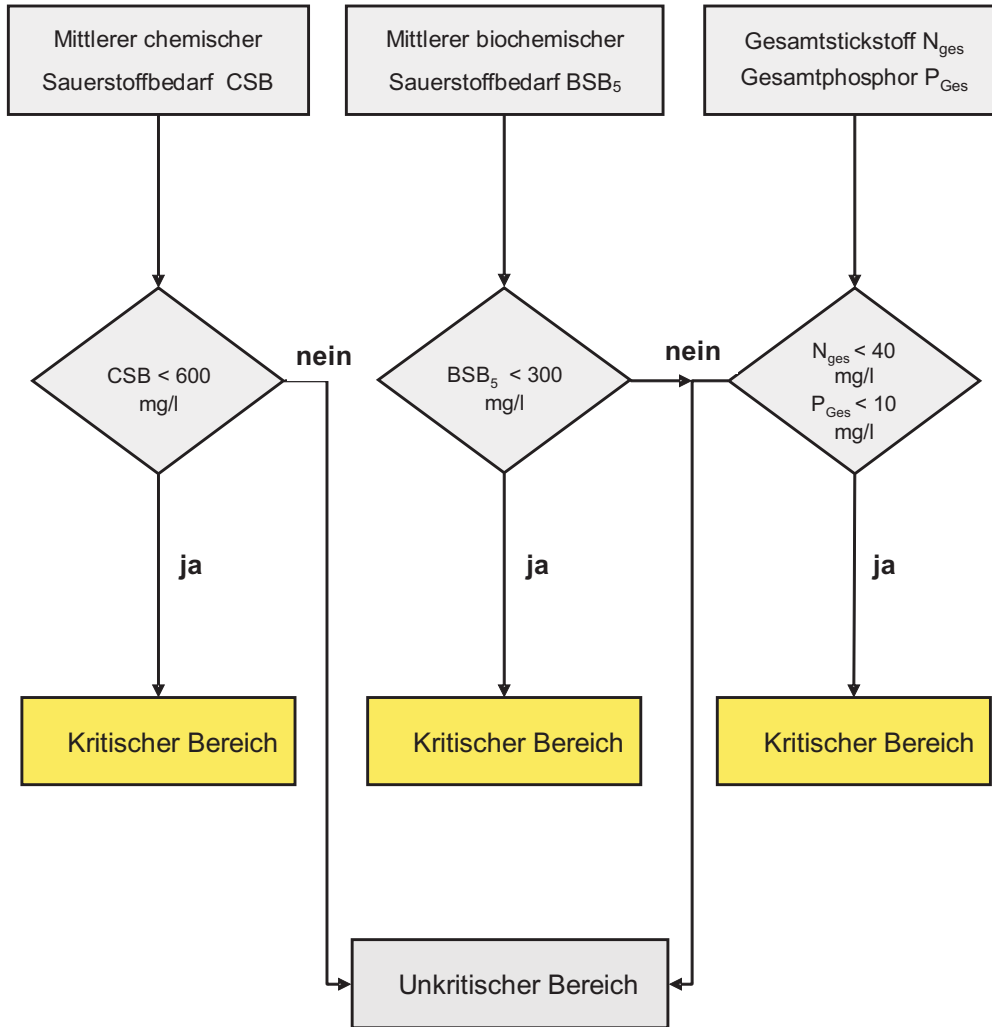 Mittlerer chemischer
Sauerstoffbedarf CSB
Mittlerer biochemischer
Sauerstoffbedarf BSB₅
Gesamtstickstoff Nges
Gesamtphosphor PGes
CSB < 600
mg/l
nein
BSB₅ < 300
mg/l
nein
Nges < 40
mg/l
PGes < 10
mg/l
ja
ja
ja
Kritischer Bereich
Kritischer Bereich
Kritischer Bereich
Unkritischer Bereich